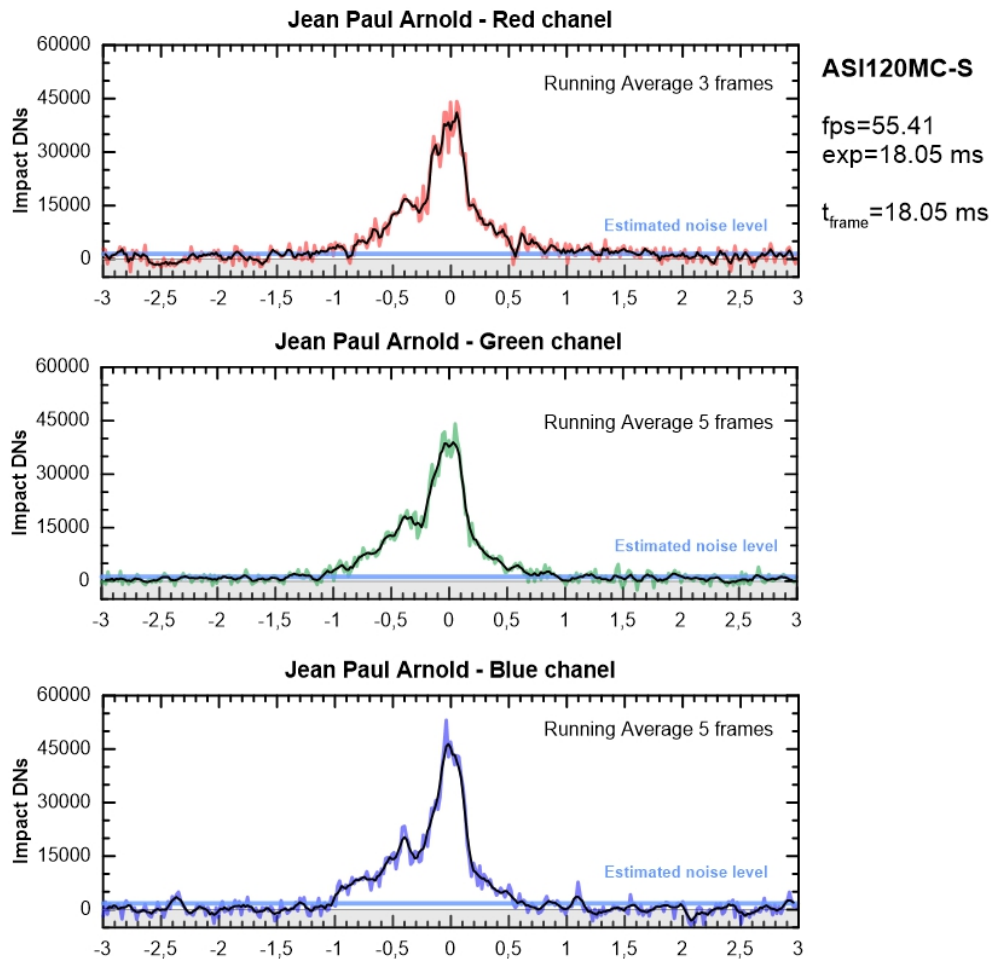 Jean Paul Arnold - Red chanel
60000
45000
30000
15000
0
Impact DNs
Running Average 3 frames
Estimated noise level
-3 -2,5 -2 -1,5 -1 -0,5 0 0,5 1 1,5 2 2,5 3
ASI120MC-S
fps=55.41
exp=18.05 ms
tframe=18.05 ms
Jean Paul Arnold - Green chanel
60000
45000
30000
15000
0
Impact DNs
Running Average 5 frames
Estimated noise level
-3 -2,5 -2 -1,5 -1 -0,5 0 0,5 1 1,5 2 2,5 3
Jean Paul Arnold - Blue chanel
60000
45000
30000
15000
0
Impact DNs
Running Average 5 frames
Estimated noise level
-3 -2,5 -2 -1,5 -1 -0,5 0 0,5 1 1,5 2 2,5 3